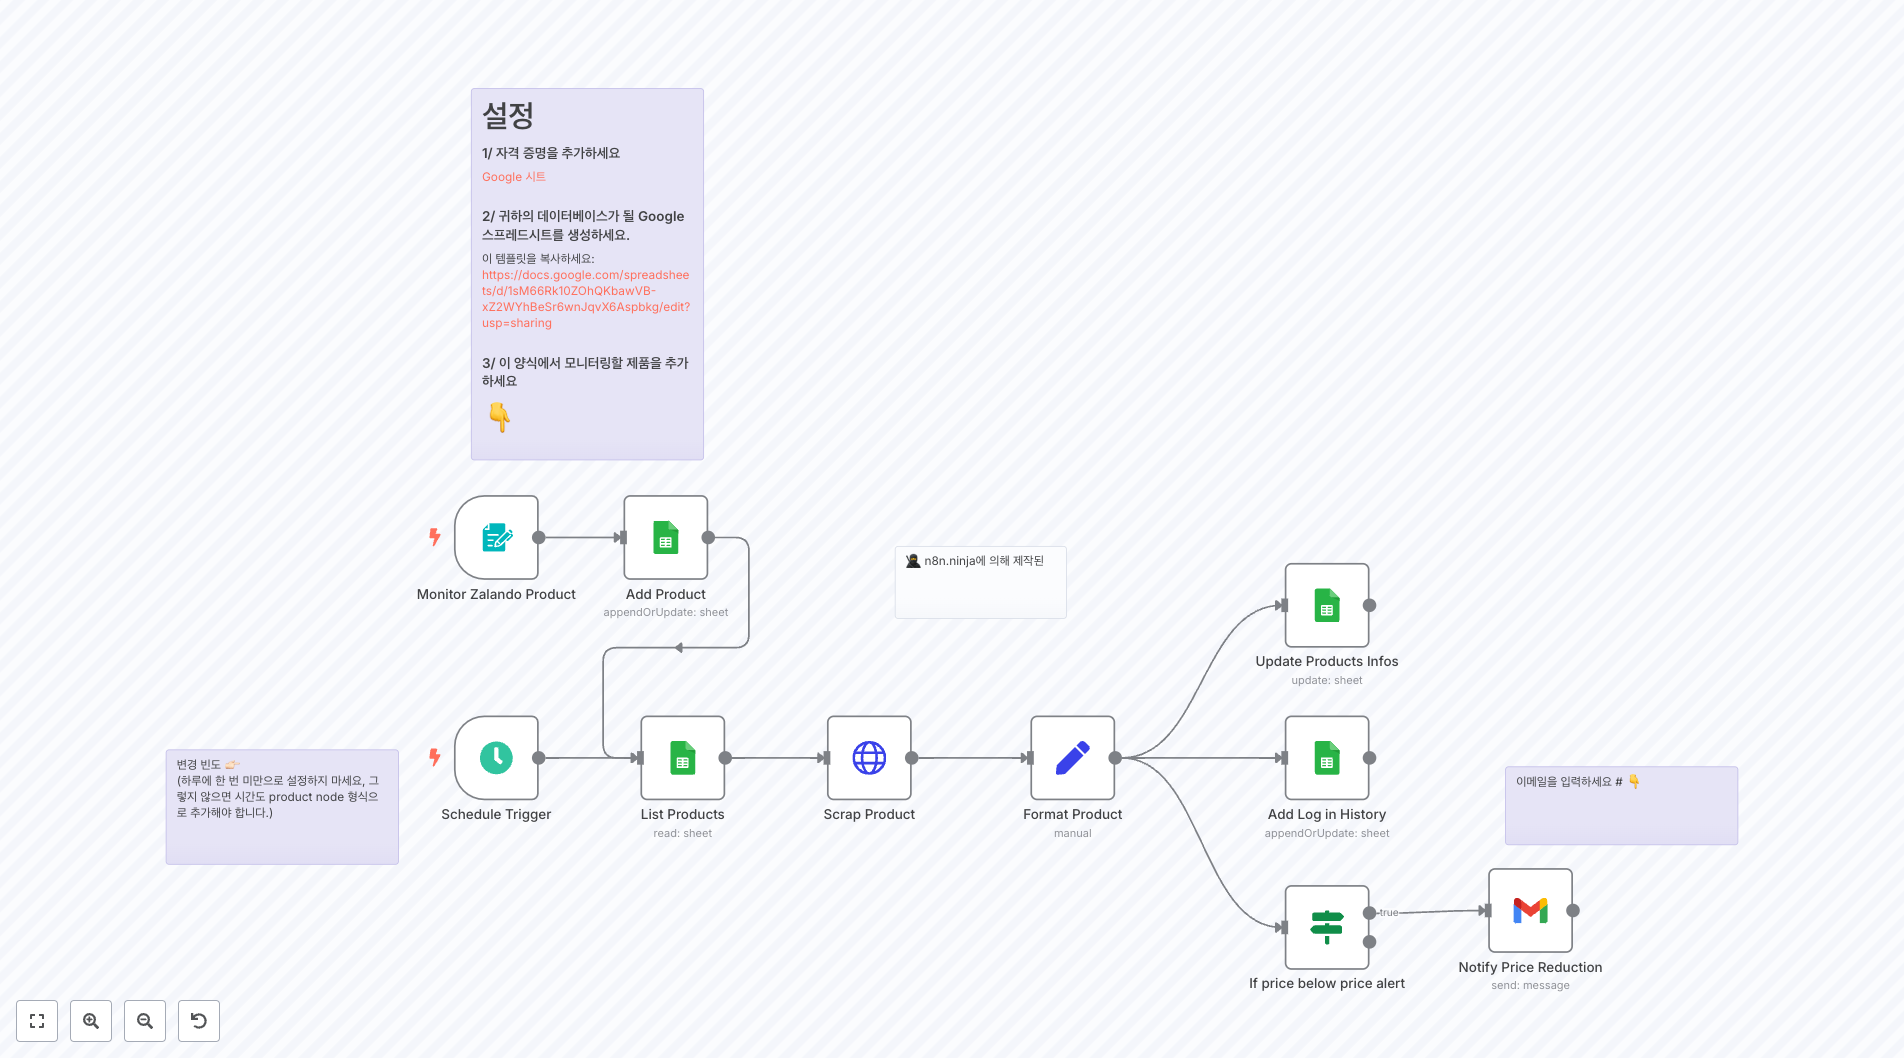 설정
1/ 자격 증명을 추가하세요
Google 시트
2/ 귀하의 데이터베이스가 될 Google
스프레드시트를 생성하세요.
이 템플릿을 복사하세요:
https://docs.google.com/spreadshee
ts/d/1sM66Rk10ZOhQKbawVB-
xZ2WYhBeSr6wnJqvX6Aspbkg/edit?
usp=sharing
3/ 이 양식에서 모니터링할 제품을 추가
하세요
👇
Monitor Zalando Product
Add Product
appendOrUpdate: sheet
🥷 n8n.ninja에 의해 제작된
Update Products Infos
update: sheet
변경 빈도 👉🏻
(하루에 한 번 미만으로 설정하지 마세요, 그
렇지 않으면 시간도 product node 형식으
로 추가해야 합니다.)
Schedule Trigger
List Products
read: sheet
Scrap Product
Format Product
manual
Add Log in History
appendOrUpdate: sheet
이메일을 입력하세요 # 👇
true
If price below price alert
Notify Price Reduction
send: message